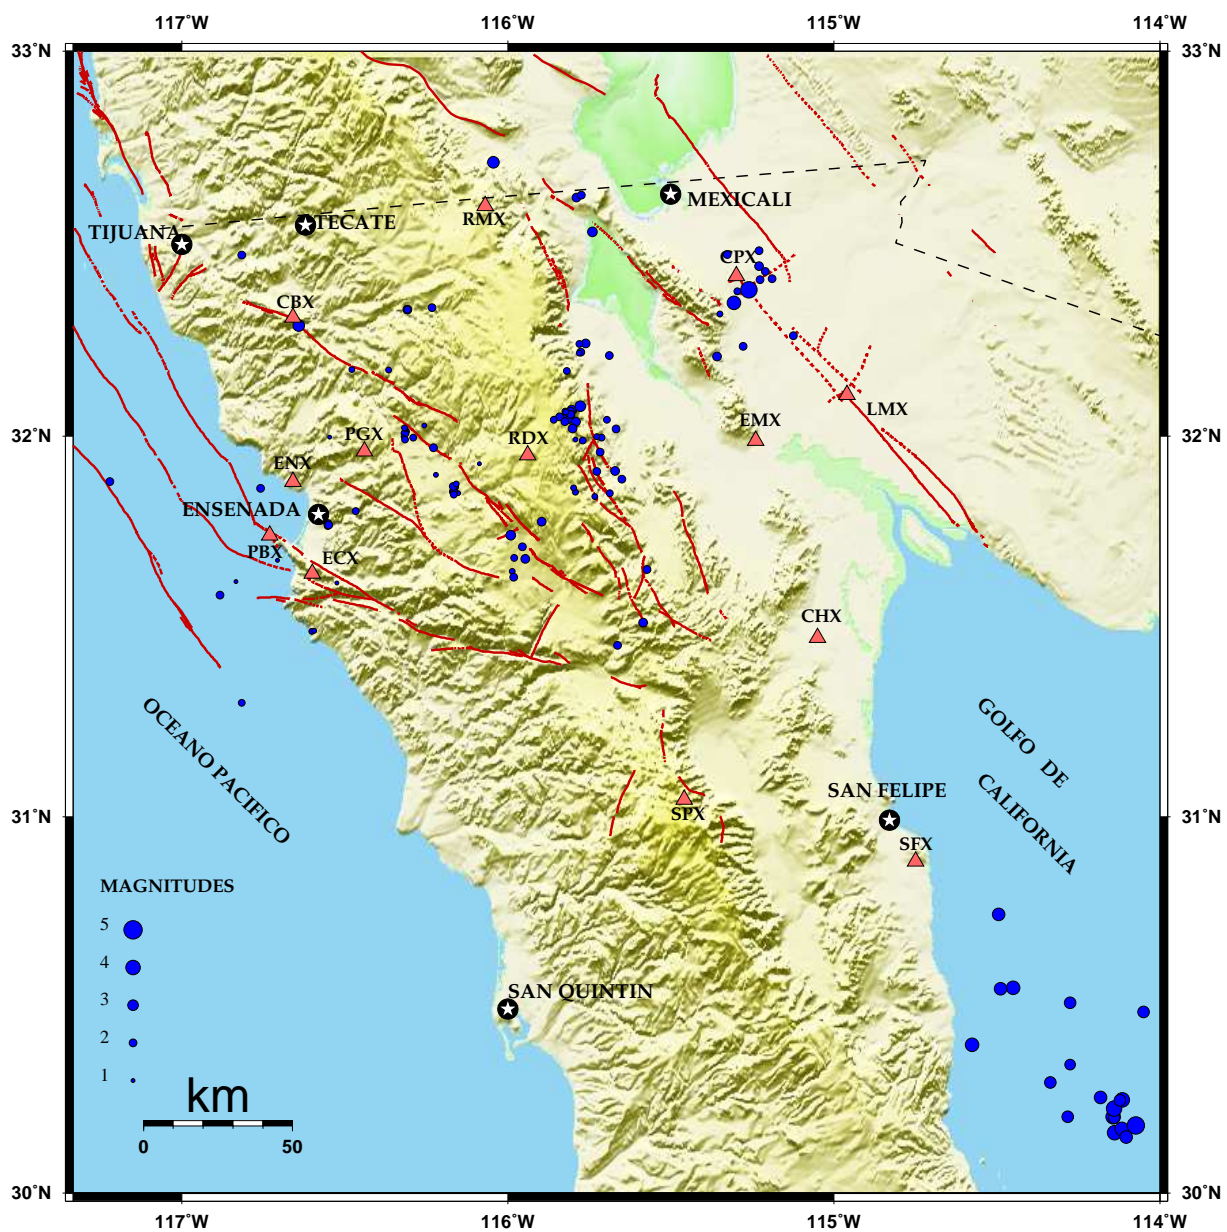 117°W 116°W 115°W 114°W
33°N 33°N
MEXICALI
RMX
TECATE
TIJUANA
CPX
CBX
LMX
EMX
PGX RDX
32°N 32°N
ENX
ENSENADA
PBX
ECX
CHX
OCEANO PACIFICO
GOLFO DE
CALIFORNIA
SAN FELIPE
SPX
31°N 31°N
SFX
MAGNITUDES
5
4
3
2
1
SAN QUINTIN
km
0 50
30°N 30°N
117°W 116°W 115°W 114°W